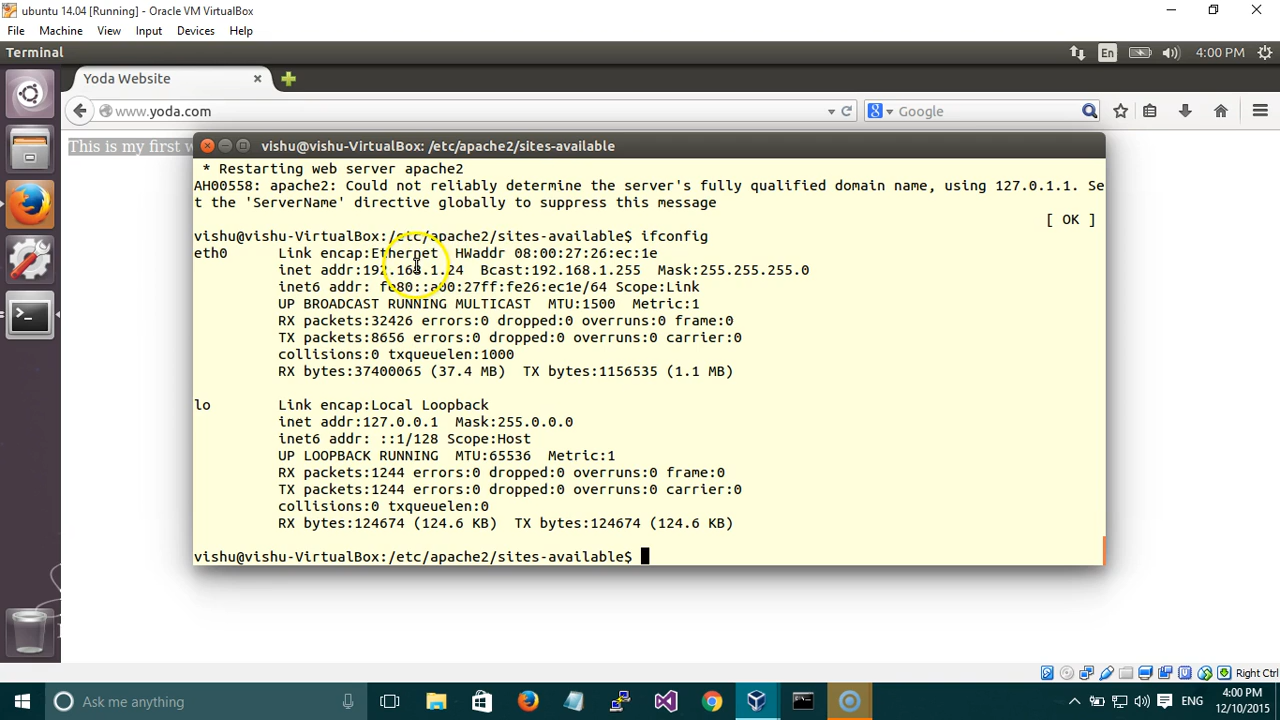 ubuntu 14.04 [Running] - Oracle VM VirtualBox
File Machine View Input Devices Help
Terminal
En
4:00 PM
Yoda Website
www.yoda.com
8
Google
This is my first w
vishu@vishu-VirtualBox: /etc/apache2/sites-available
* Restarting web server apache2
AH00558: apache2: Could not reliably determine the server's fully qualified domain name, using 127.0.1.1. Se
t the 'ServerName' directive globally to suppress this message
[ OK ]
vishu@vishu-VirtualBox:/etc/apache2/sites-available$ ifconfig
eth0 Link encap:Ethernet HWaddr 08:00:27:26:ec:1e
inet addr:192.168.1.24 Bcast:192.168.1.255 Mask:255.255.255.0
inet6 addr: fe80::a00:27ff:fe26:ec1e/64 Scope:Link
UP BROADCAST RUNNING MULTICAST MTU:1500 Metric:1
RX packets:32426 errors:0 dropped:0 overruns:0 frame:0
TX packets:8656 errors:0 dropped:0 overruns:0 carrier:0
collisions:0 txqueuelen:1000
RX bytes:37400065 (37.4 MB) TX bytes:1156535 (1.1 MB)
lo Link encap:Local Loopback
inet addr:127.0.0.1 Mask:255.0.0.0
inet6 addr: ::1/128 Scope:Host
UP LOOPBACK RUNNING MTU:65536 Metric:1
RX packets:1244 errors:0 dropped:0 overruns:0 frame:0
TX packets:1244 errors:0 dropped:0 overruns:0 carrier:0
collisions:0 txqueuelen:0
RX bytes:124674 (124.6 KB) TX bytes:124674 (124.6 KB)
vishu@vishu-VirtualBox:/etc/apache2/sites-available$
Right Ctrl
Ask me anything
ENG
4:00 PM
12/10/2015